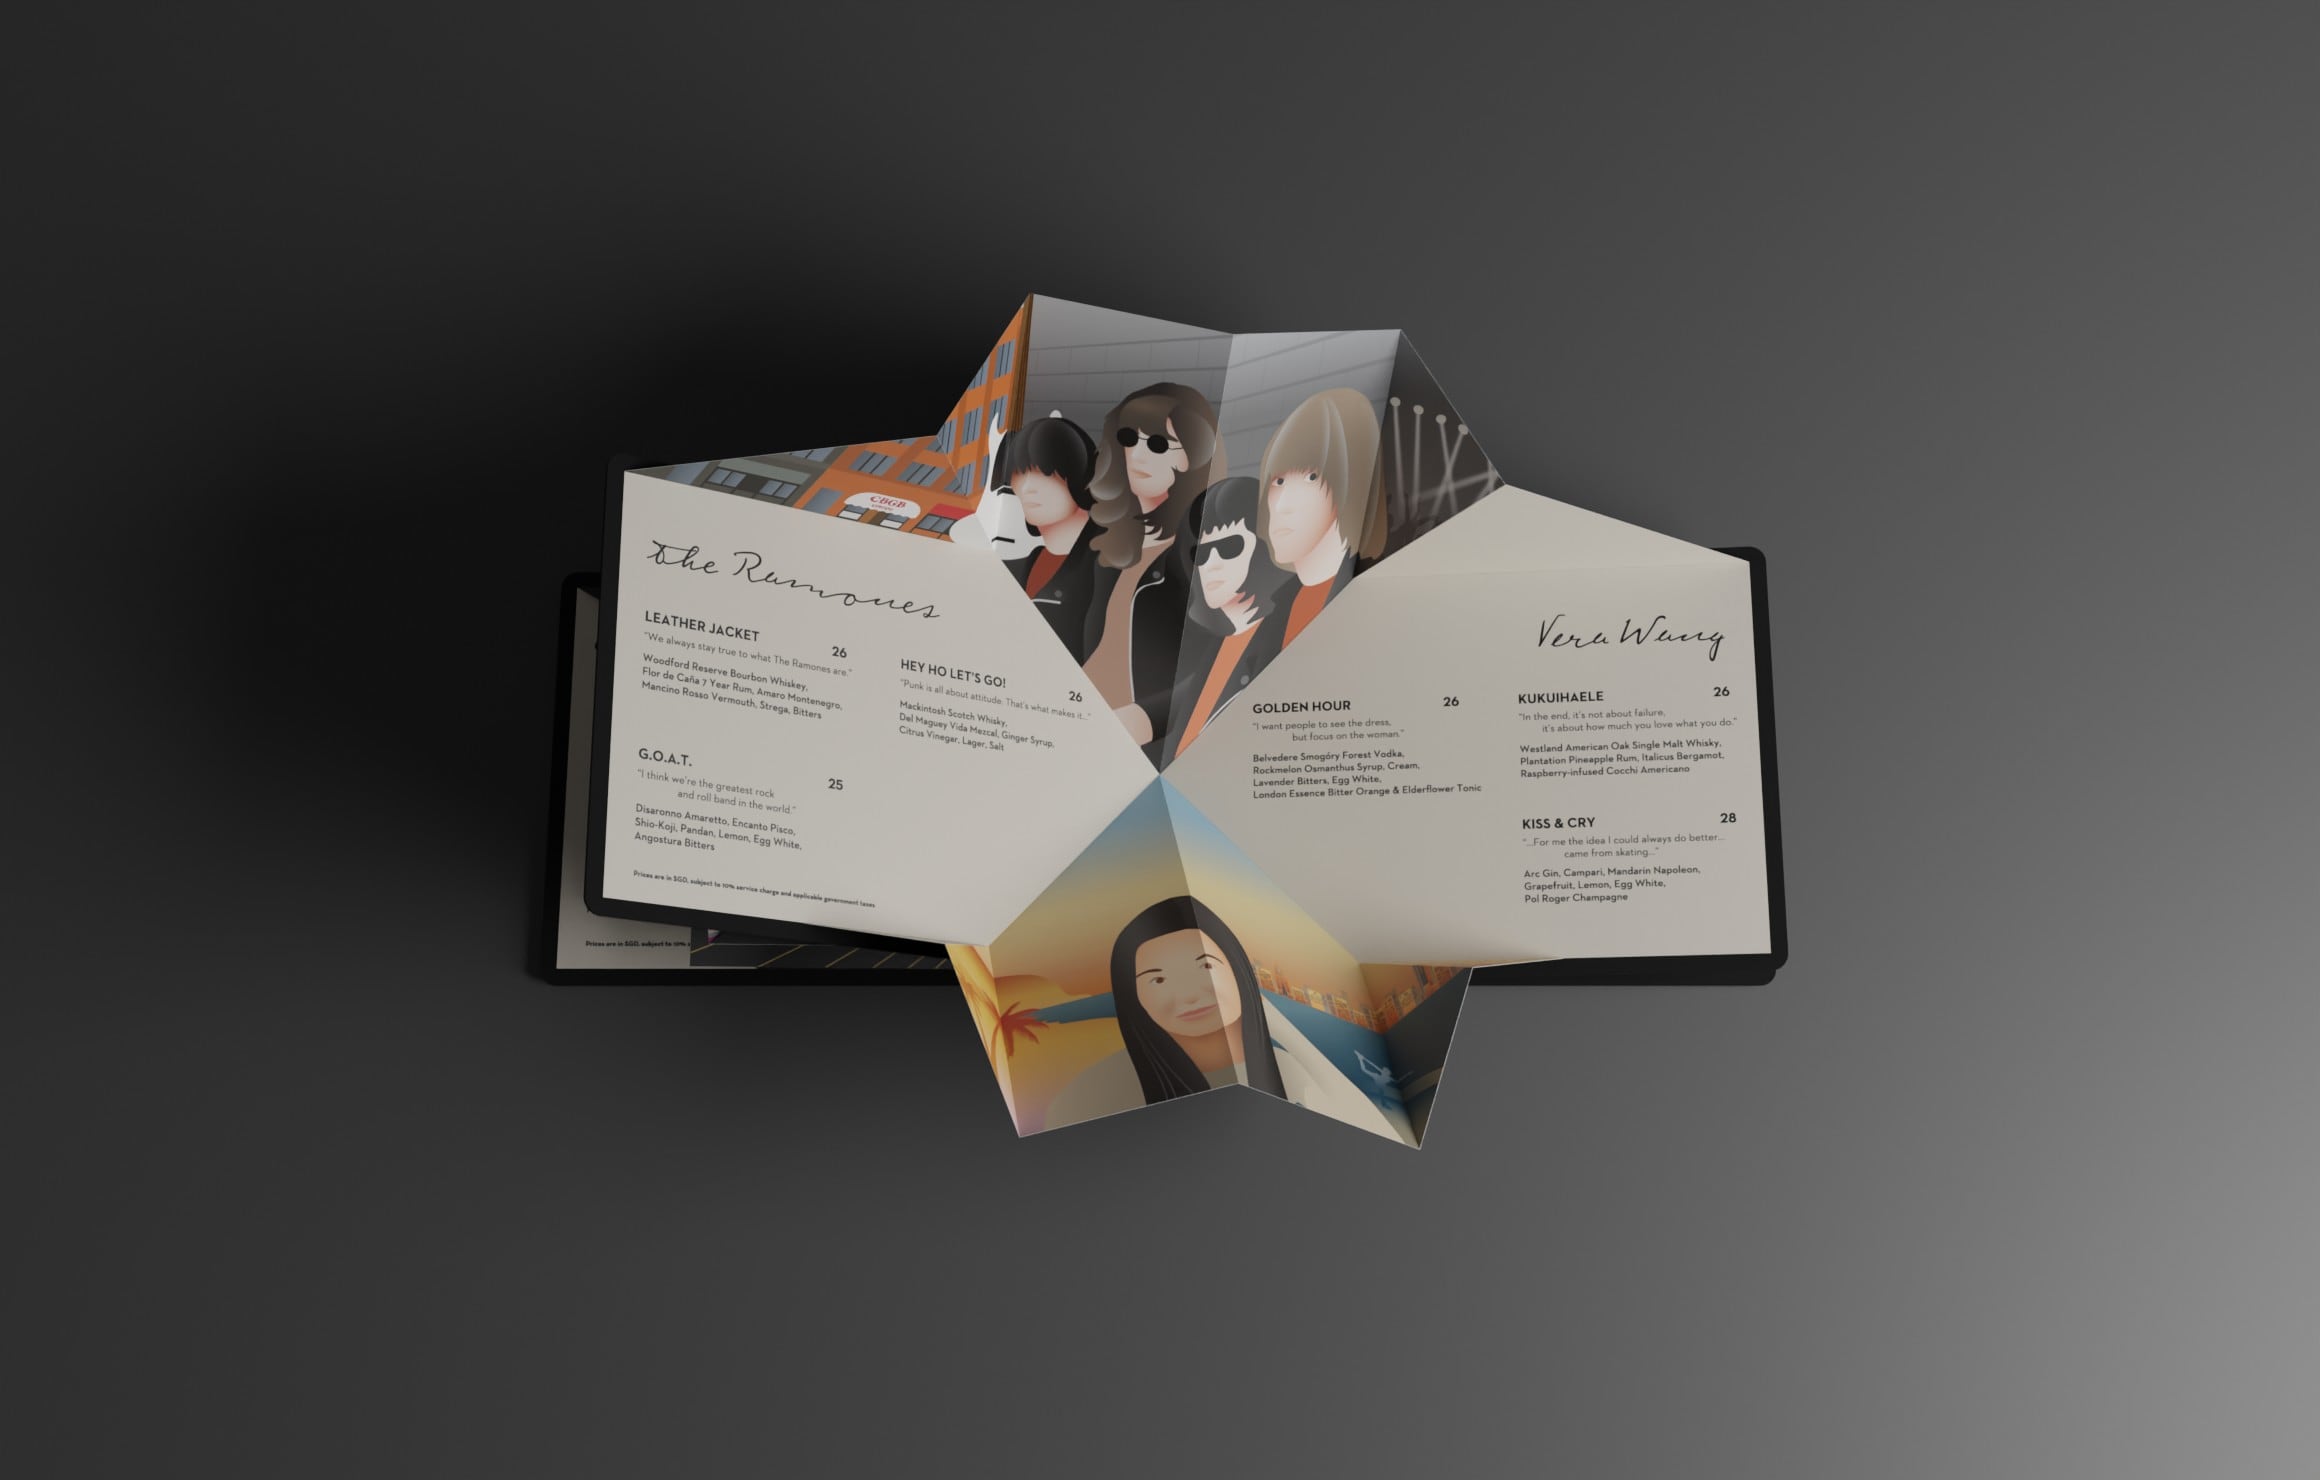 CBGB
The Ramones
LEATHER JACKET 26
"We always stay true to what The Ramones are."
Woodford Reserve Bourbon Whiskey,
Flor de Caña 7 Year Rum, Amaro Montenegro,
Mancino Rosso Vermouth, Strega, Bitters
G.O.A.T. 25
"I think we're the greatest rock
and roll band in the world."
Disaronno Amaretto, Encanto Pisco,
Shio-Koji, Pandan, Lemon, Egg White,
Angostura Bitters
HEY HO LET'S GO! 26
"Punk is all about attitude. That's what makes it..."
Mackintosh Scotch Whisky,
Del Maguey Vida Mezcal, Ginger Syrup,
Citrus Vinegar, Lager, Salt
Prices are in SGD, subject to 10% service charge and applicable government taxes
Prices are in SGD, subject to 10%
Vera Wang
GOLDEN HOUR 26
"I want people to see the dress,
but focus on the woman."
Belvedere Smogóry Forest Vodka,
Rockmelon Osmanthus Syrup, Cream,
Lavender Bitters, Egg White,
London Essence Bitter Orange & Elderflower Tonic
KUKUIHAELE 26
"In the end, it's not about failure,
it's about how much you love what you do."
Westland American Oak Single Malt Whisky,
Plantation Pineapple Rum, Italicus Bergamot,
Raspberry-infused Cocchi Americano
KISS & CRY 28
"...For me the idea I could always do better...
came from skating..."
Arc Gin, Campari, Mandarin Napoleon,
Grapefruit, Lemon, Egg White,
Pol Roger Champagne